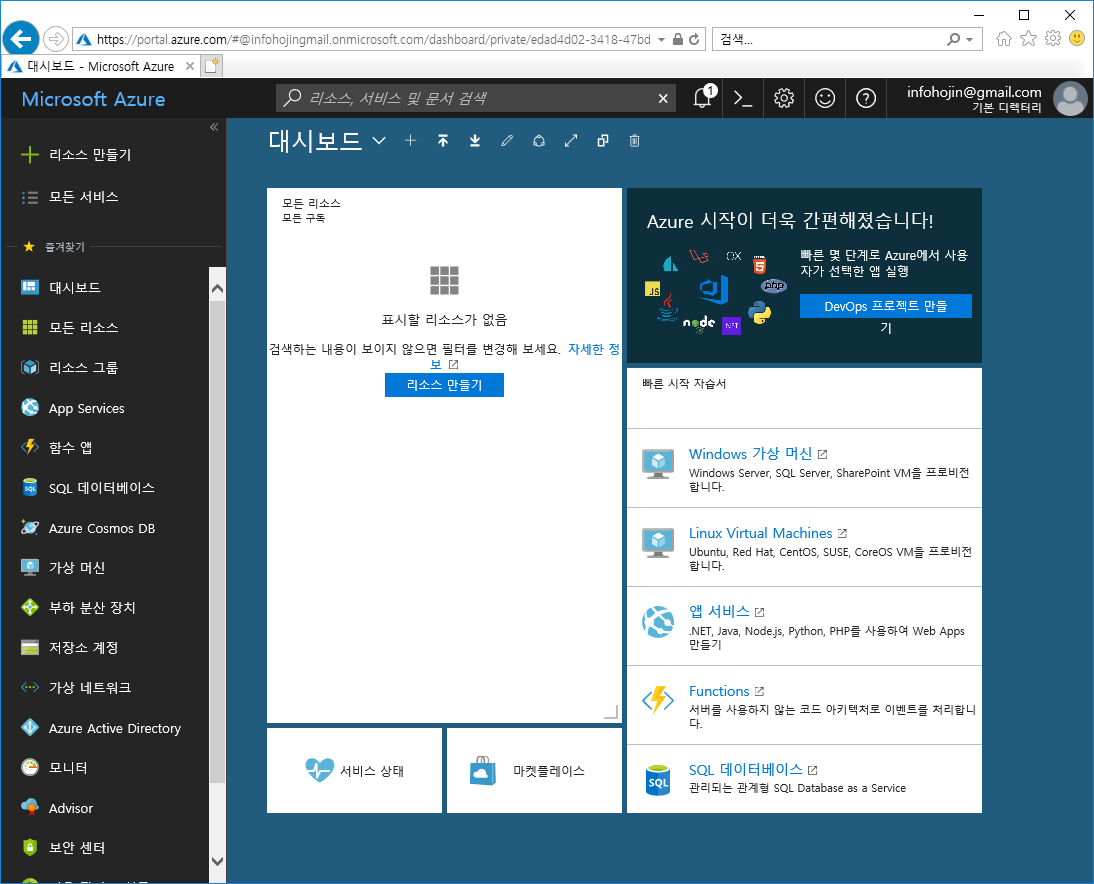 https://portal.azure.com/#@infohojingmail.onmicrosoft.com/dashboard/private/edad4d02-3418-47bd
검색...
대시보드 - Microsoft Azure
Microsoft Azure
리소스, 서비스 및 문서 검색
1
infohojin@gmail.com
기본 디렉터리
리소스 만들기
모든 서비스
즐겨찾기
대시보드
모든 리소스
리소스 그룹
App Services
함수 앱
SQL 데이터베이스
Azure Cosmos DB
가상 머신
부하 분산 장치
저장소 계정
가상 네트워크
Azure Active Directory
모니터
Advisor
보안 센터
대시보드
모든 리소스
모든 구독
표시할 리소스가 없음
검색하는 내용이 보이지 않으면 필터를 변경해 보세요. 자세한 정
보
리소스 만들기
서비스 상태
마켓플레이스
Azure 시작이 더욱 간편해졌습니다!
빠른 몇 단계로 Azure에서 사용
자가 선택한 앱 실행
DevOps 프로젝트 만들
기
JS
5
php
node
.NET
빠른 시작 자습서
Windows 가상 머신
Windows Server, SQL Server, SharePoint VM을 프로비전
합니다.
Linux Virtual Machines
Ubuntu, Red Hat, CentOS, SUSE, CoreOS VM을 프로비전
합니다.
앱 서비스
.NET, Java, Node.js, Python, PHP를 사용하여 Web Apps
만들기
Functions
서버를 사용하지 않는 코드 아키텍처로 이벤트를 처리합니
다.
SQL
SQL 데이터베이스
관리되는 관계형 SQL Database as a Service